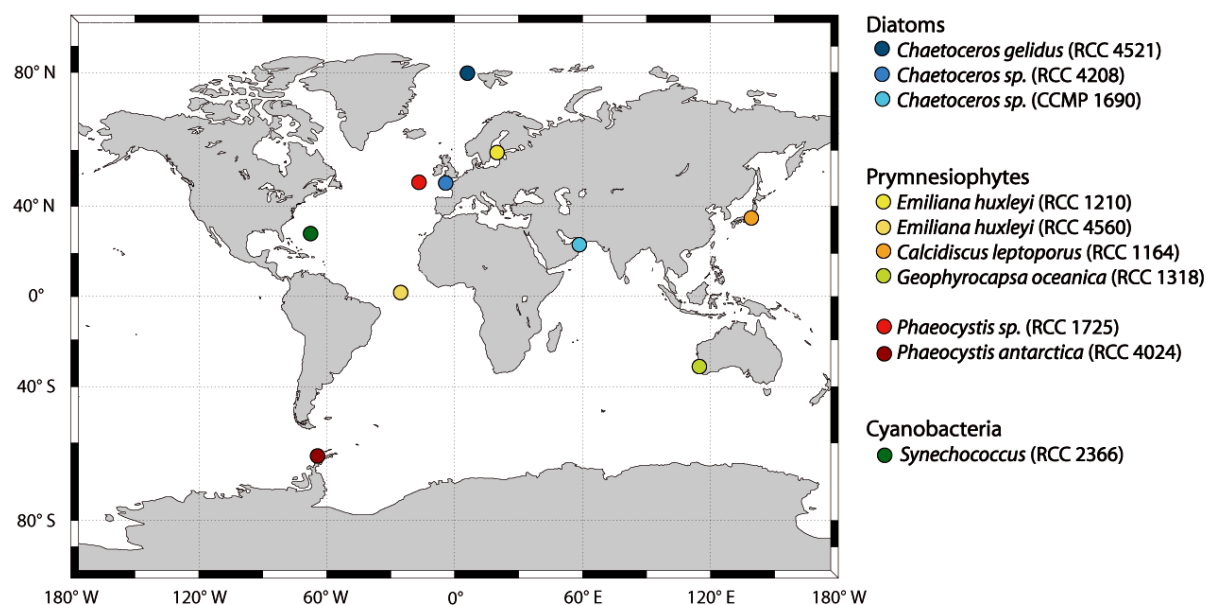 Diatoms
Chaetoceros gelidus (RCC 4521)
Chaetoceros sp. (RCC 4208)
Chaetoceros sp. (CCMP 1690)
Prymnesiophytes
Emiliana huxleyi (RCC 1210)
Emiliana huxleyi (RCC 4560)
Calcidiscus leptoporus (RCC 1164)
Geophyrocapsa oceanica (RCC 1318)
Phaeocystis sp. (RCC 1725)
Phaeocystis antarctica (RCC 4024)
Cyanobacteria
Synechococcus (RCC 2366)
80° N
40° N
0°
40° S
80° S
180° W 120° W 60° W 0° 60° E 120° W 180° W